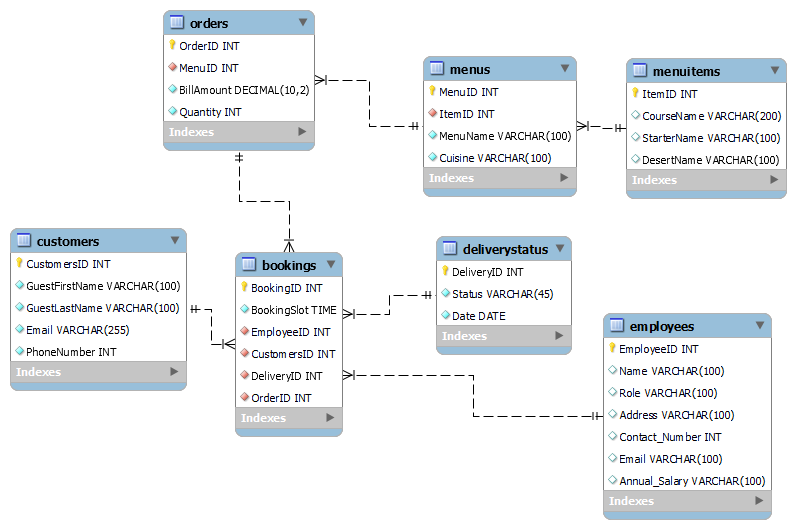 orders
OrderID INT
MenuID INT
BillAmount DECIMAL(10,2)
Quantity INT
Indexes
menus
MenuID INT
ItemID INT
MenuName VARCHAR(100)
Cuisine VARCHAR(100)
Indexes
menuitems
ItemID INT
CourseName VARCHAR(200)
StarterName VARCHAR(100)
DesertName VARCHAR(100)
Indexes
customers
CustomersID INT
GuestFirstName VARCHAR(100)
GuestLastName VARCHAR(100)
Email VARCHAR(255)
PhoneNumber INT
Indexes
bookings
BookingID INT
BookingSlot TIME
EmployeeID INT
CustomersID INT
DeliveryID INT
OrderID INT
Indexes
deliverystatus
DeliveryID INT
Status VARCHAR(45)
Date DATE
Indexes
employees
EmployeeID INT
Name VARCHAR(100)
Role VARCHAR(100)
Address VARCHAR(100)
Contact_Number INT
Email VARCHAR(100)
Annual_Salary VARCHAR(100)
Indexes